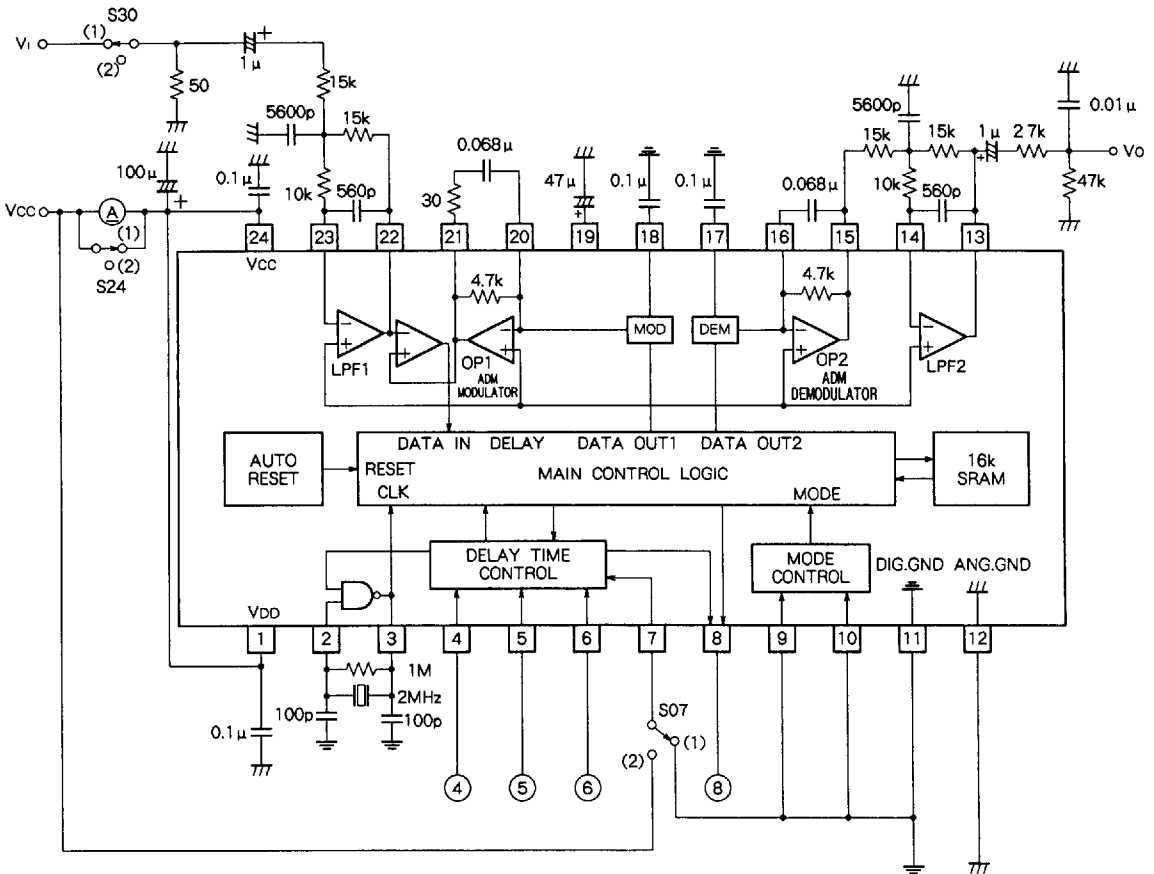 S30
VI (1)
(2)
1μ +
50
15k
5600p
15k
100μ
+
0.1μ
10k
560p
0.068μ
30
47μ
+
0.1μ
0.1μ
0.068μ
15k
5600p
15k
10k
560p
1μ
+
27k
0.01μ
47k
VO
VCC
A
(1)
(2)
S24
24 23 22 21 20 19 18 17 16 15 14 13
VCC
4.7k
4.7k
− + LPF1
− +
− + OP1
ADM
MODULATOR
MOD
DEM
− + OP2
ADM
DEMODULATOR
− + LPF2
DATA IN DELAY DATA OUT1 DATA OUT2
AUTO
RESET
RESET
CLK
MAIN CONTROL LOGIC
MODE
16k
SRAM
DELAY TIME
CONTROL
MODE
CONTROL
DIG.GND ANG.GND
VDD
1 2 3 4 5 6 7 8 9 10 11 12
1M
2MHz
100p
100p
0.1μ
S07
(1)
(2)
4 5 6 8